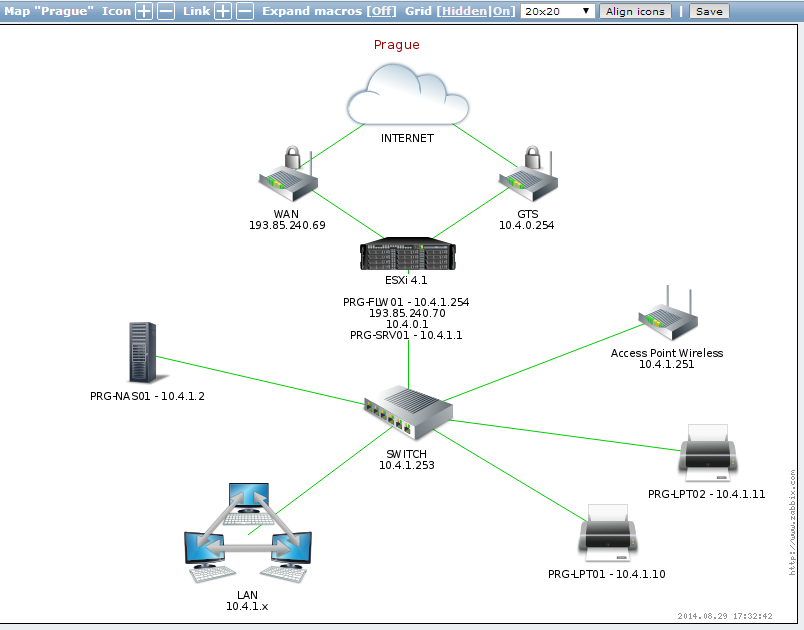 Map "Prague" Icon + − Link + − Expand macros [Off] Grid [Hidden|On] 20x20 Align icons | Save
Prague
INTERNET
WAN
193.85.240.69
GTS
10.4.0.254
ESXi 4.1
PRG-FLW01 - 10.4.1.254
193.85.240.70
10.4.0.1
PRG-SRV01 - 10.4.1.1
Access Point Wireless
10.4.1.251
PRG-NAS01 - 10.4.1.2
SWITCH
10.4.1.253
PRG-LPT02 - 10.4.1.11
PRG-LPT01 - 10.4.1.10
LAN
10.4.1.x
http://www.zabbix.com
2014.08.29 17:32:42